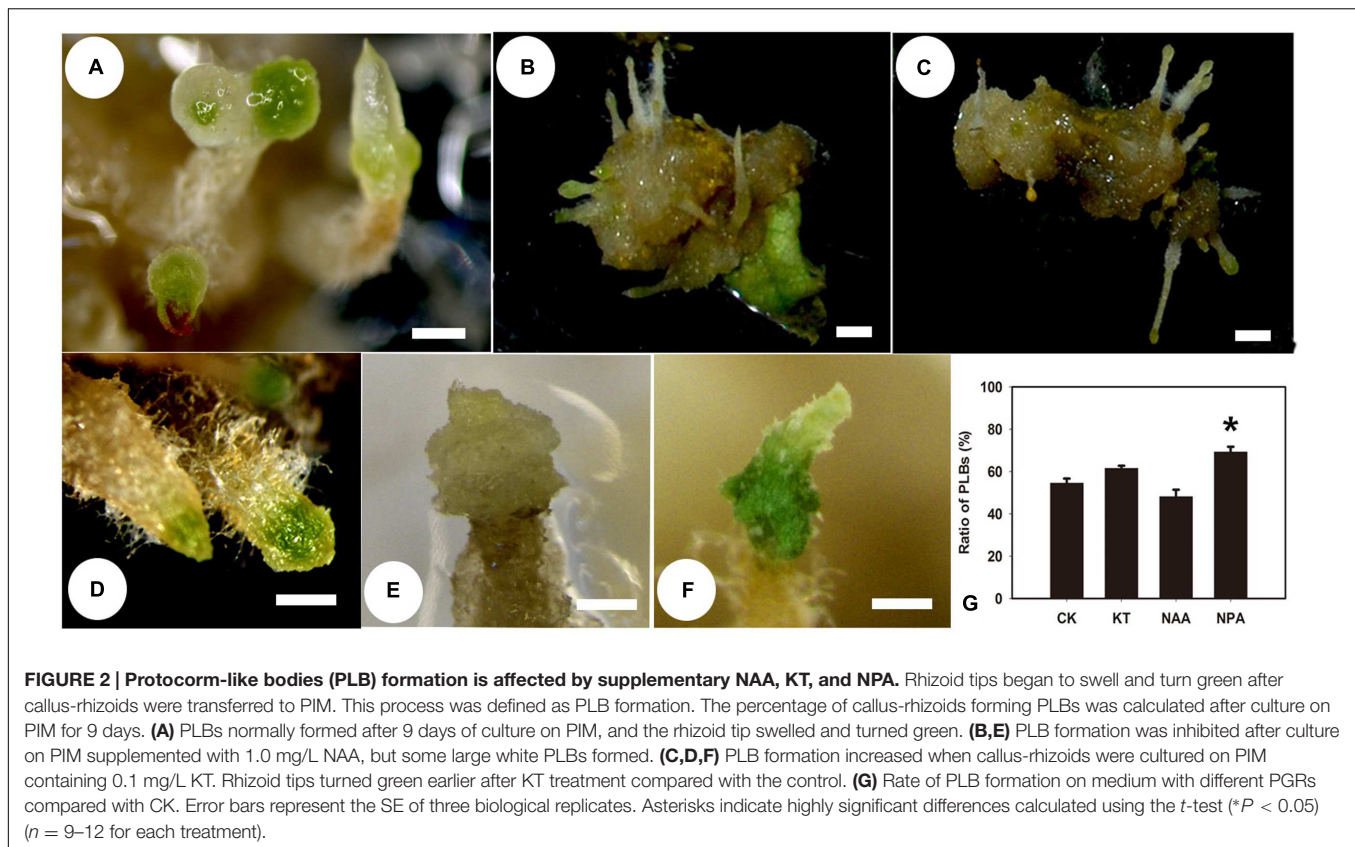 A
B
C
D
E
F
G
Ratio of PLBs (%)
100
80
60
40
20
0
*
CK KT NAA NPA
FIGURE 2 | Protocorm-like bodies (PLB) formation is affected by supplementary NAA, KT, and NPA. Rhizoid tips began to swell and turn green after
callus-rhizoids were transferred to PIM. This process was defined as PLB formation. The percentage of callus-rhizoids forming PLBs was calculated after culture on
PIM for 9 days. (A) PLBs normally formed after 9 days of culture on PIM, and the rhizoid tip swelled and turned green. (B,E) PLB formation was inhibited after culture
on PIM supplemented with 1.0 mg/L NAA, but some large white PLBs formed. (C,D,F) PLB formation increased when callus-rhizoids were cultured on PIM
containing 0.1 mg/L KT. Rhizoid tips turned green earlier after KT treatment compared with the control. (G) Rate of PLB formation on medium with different PGRs
compared with CK. Error bars represent the SE of three biological replicates. Asterisks indicate highly significant differences calculated using the t-test (*P < 0.05)
(n = 9–12 for each treatment).